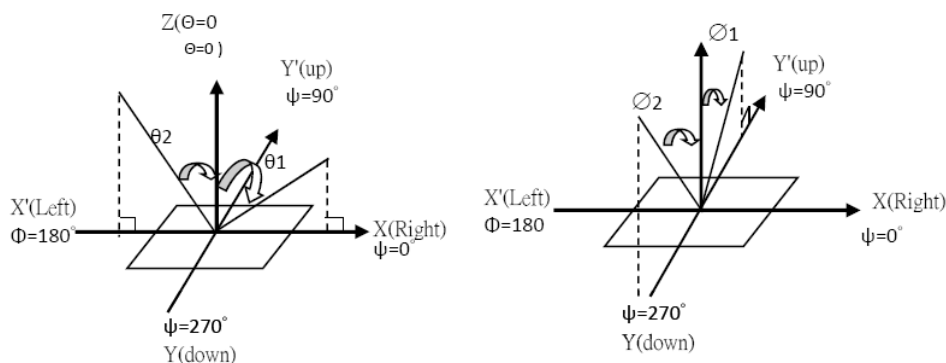 Z(Θ=0
Θ=0 )
Y'(up)
ψ=90°
θ2
θ1
X'(Left)
Φ=180°
X(Right)
ψ=0°
ψ=270°
Y(down)
∅1
Y'(up)
ψ=90°
∅2
X'(Left)
Φ=180
X(Right)
ψ=0°
ψ=270°
Y(down)